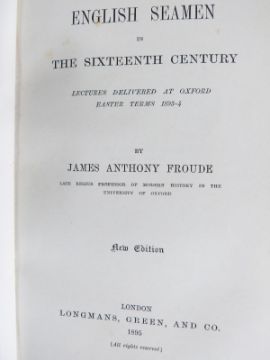 ENGLISH SEAMEN
IN
THE SIXTEENTH CENTURY
LECTURES DELIVERED AT OXFORD
EASTER TERMS 1893-4
BY
JAMES ANTHONY FROUDE
LATE REGIUS PROFESSOR OF MODERN HISTORY IN THE
UNIVERSITY OF OXFORD
New Edition
LONDON
LONGMANS, GREEN, AND CO.
1895
(All rights reserved)